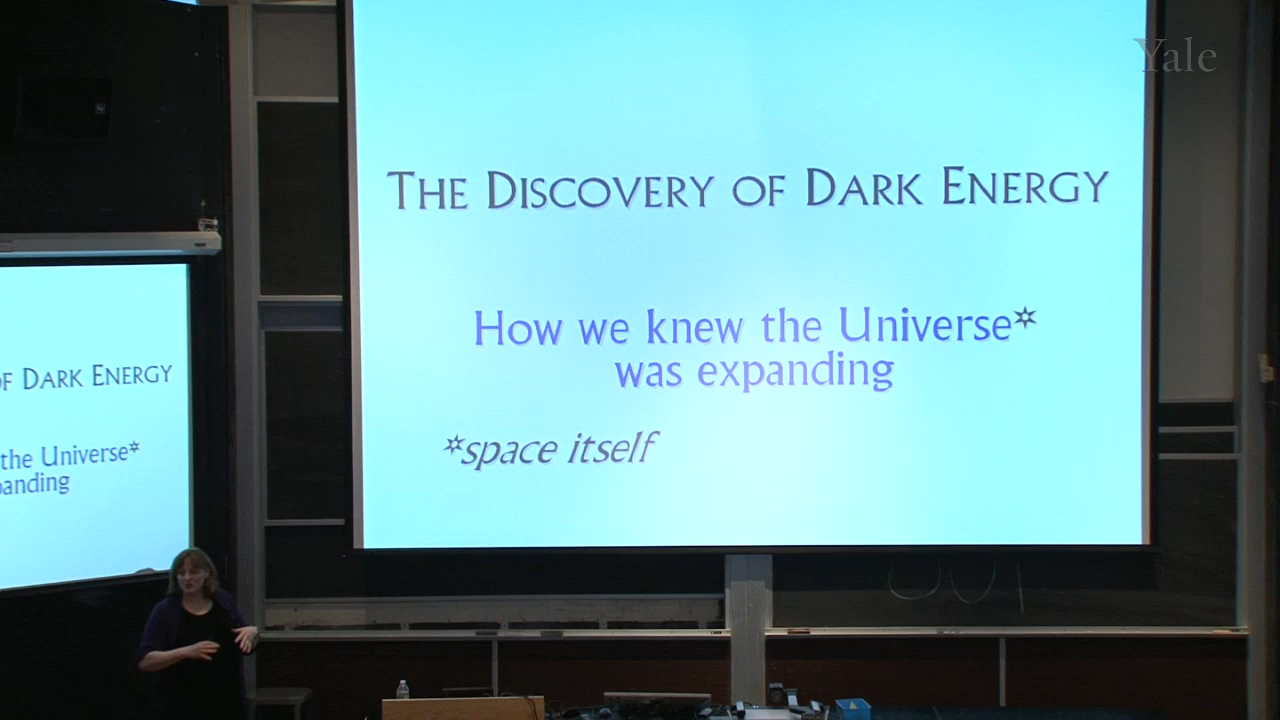 Yale
THE DISCOVERY OF DARK ENERGY
How we knew the Universe*
was expanding
*space itself
OF DARK ENERGY
the Universe*
panding